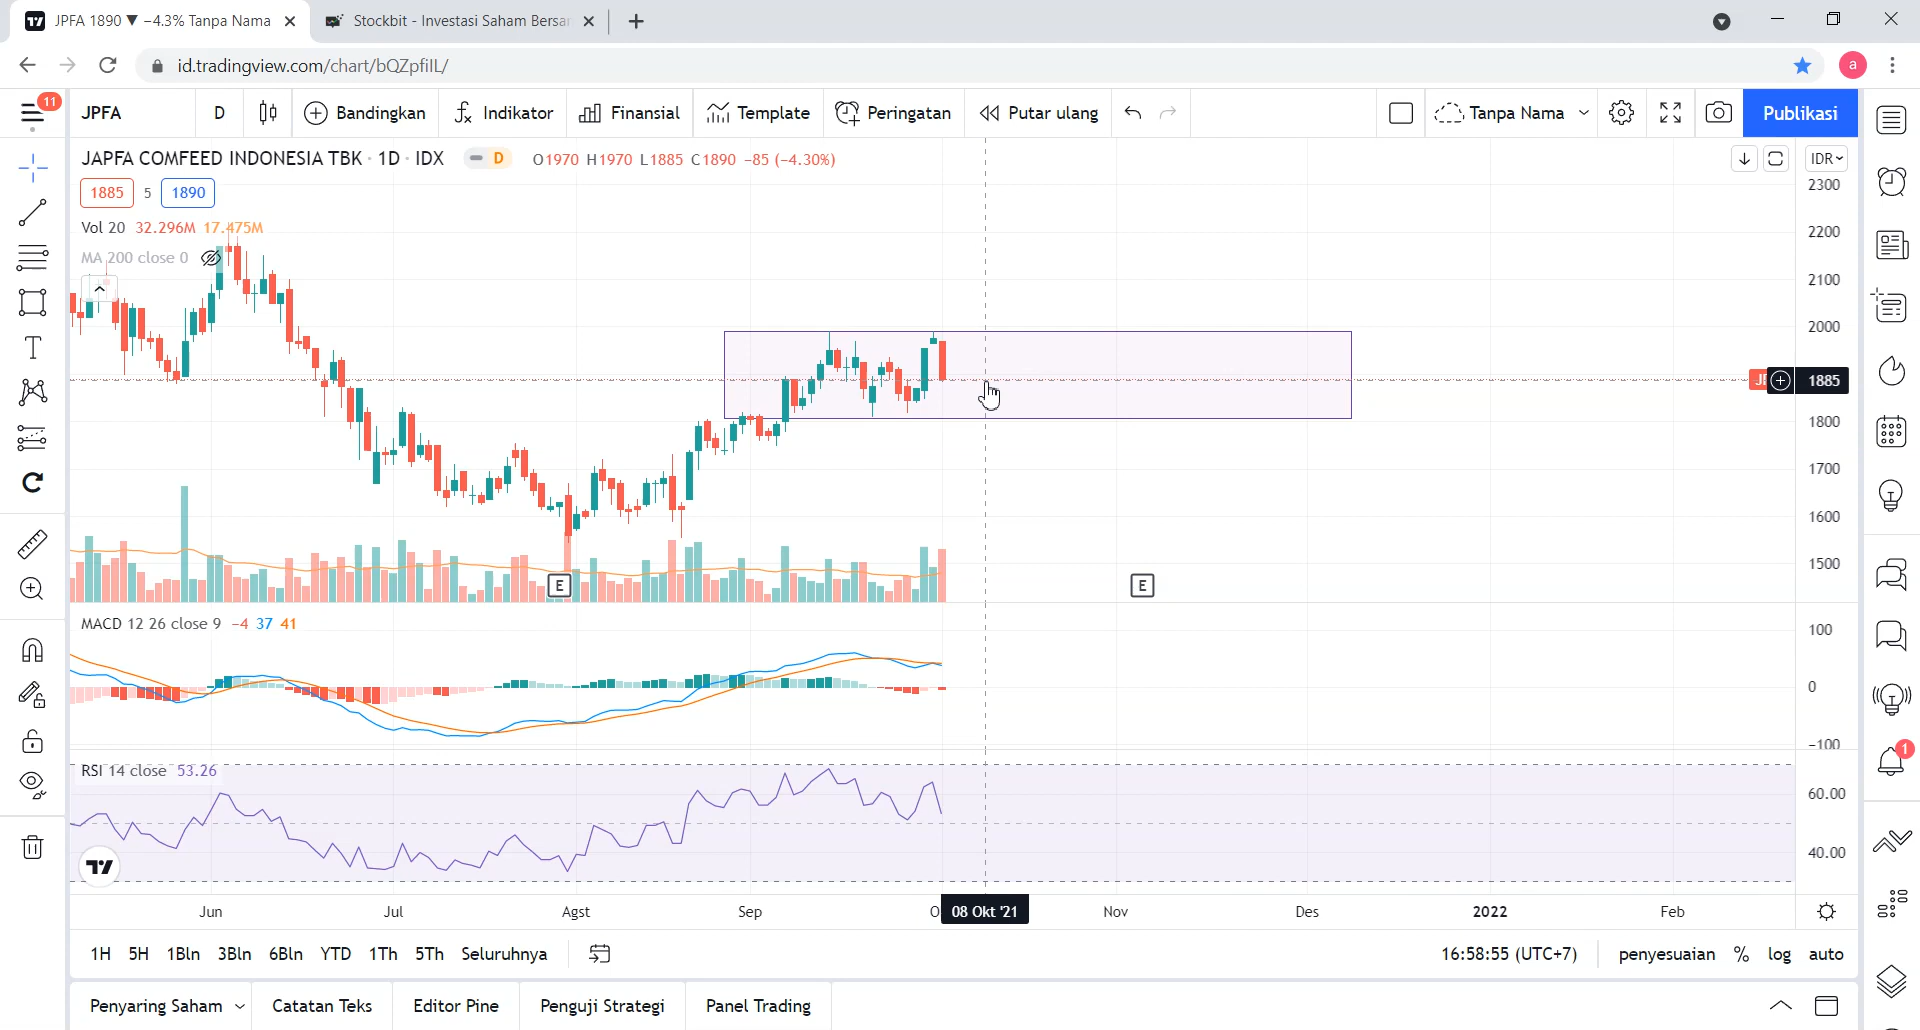 JPFA 1890 ▼ −4.3% Tanpa Nama
Stockbit - Investasi Saham Bersar
id.tradingview.com/chart/bQZpfiIL/
a
11
JPFA
D
Bandingkan
Indikator
Finansial
Template
Peringatan
Putar ulang
Tanpa Nama
Publikasi
JAPFA COMFEED INDONESIA TBK · 1D · IDX
D
O1970 H1970 L1885 C1890 −85 (−4.30%)
IDR
1885 5 1890
Vol 20 32.296M 17.475M
MA 200 close 0
2300
2200
2100
2000
1885
1800
1700
1600
1500
E
E
MACD 12 26 close 9 −4 37 41
100
0
−100
RSI 14 close 53.26
60.00
40.00
1
Jun
Jul
Agst
Sep
O
08 Okt '21
Nov
Des
2022
Feb
1H 5H 1Bln 3Bln 6Bln YTD 1Th 5Th Seluruhnya
16:58:55 (UTC+7)
penyesuaian % log auto
Penyaring Saham
Catatan Teks
Editor Pine
Penguji Strategi
Panel Trading